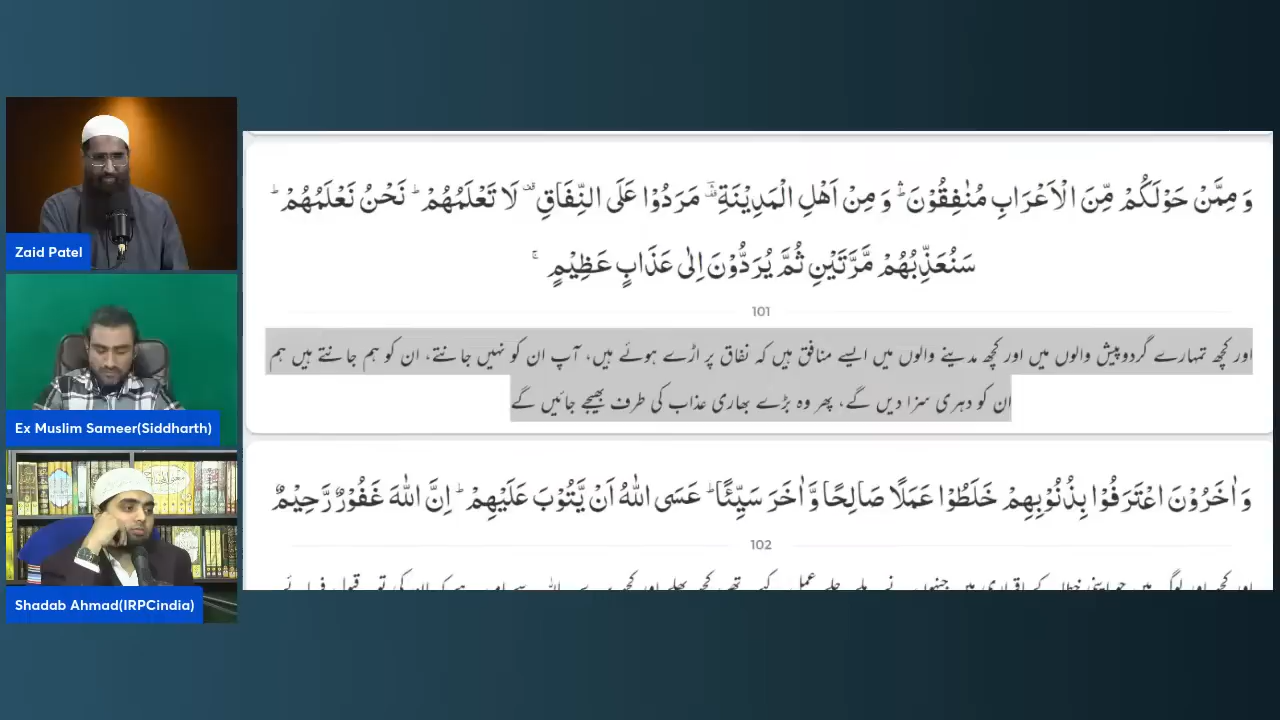 Zaid Patel
Ex Muslim Sameer(Siddharth)
Shadab Ahmad(IRPCindia)
وَ مِمَّنْ حَوْلَكُمْ مِّنَ الْاَعْرَابِ مُنٰفِقُوْنَ ۛؕ وَ مِنْ اَهْلِ الْمَدِیْنَةِ ۛؔ مَرَدُوْا عَلَى النِّفَاقِ ۫ لَا تَعْلَمُهُمْ ؕ نَحْنُ نَعْلَمُهُمْ ؕ
سَنُعَذِّبُهُمْ مَّرَّتَیْنِ ثُمَّ یُرَدُّوْنَ اِلٰى عَذَابٍ عَظِیْمٍ ۚ
101
اور کچھ تمہارے گردوپیش والوں میں اور کچھ مدینے والوں میں ایسے منافق ہیں کہ نفاق پر اڑے ہوئے ہیں، آپ ان کو نہیں جانتے، ان کو ہم جانتے ہیں ہم
ان کو دہری سزا دیں گے، پھر وہ بڑے بھاری عذاب کی طرف بھیجے جائیں گے
وَ اٰخَرُوْنَ اعْتَرَفُوْا بِذُنُوْبِهِمْ خَلَطُوْا عَمَلًا صَالِحًا وَّ اٰخَرَ سَیِّئًا ؕ عَسَى اللّٰهُ اَنْ یَّتُوْبَ عَلَیْهِمْ ؕ اِنَّ اللّٰهَ غَفُوْرٌ رَّحِیْمٌ
102